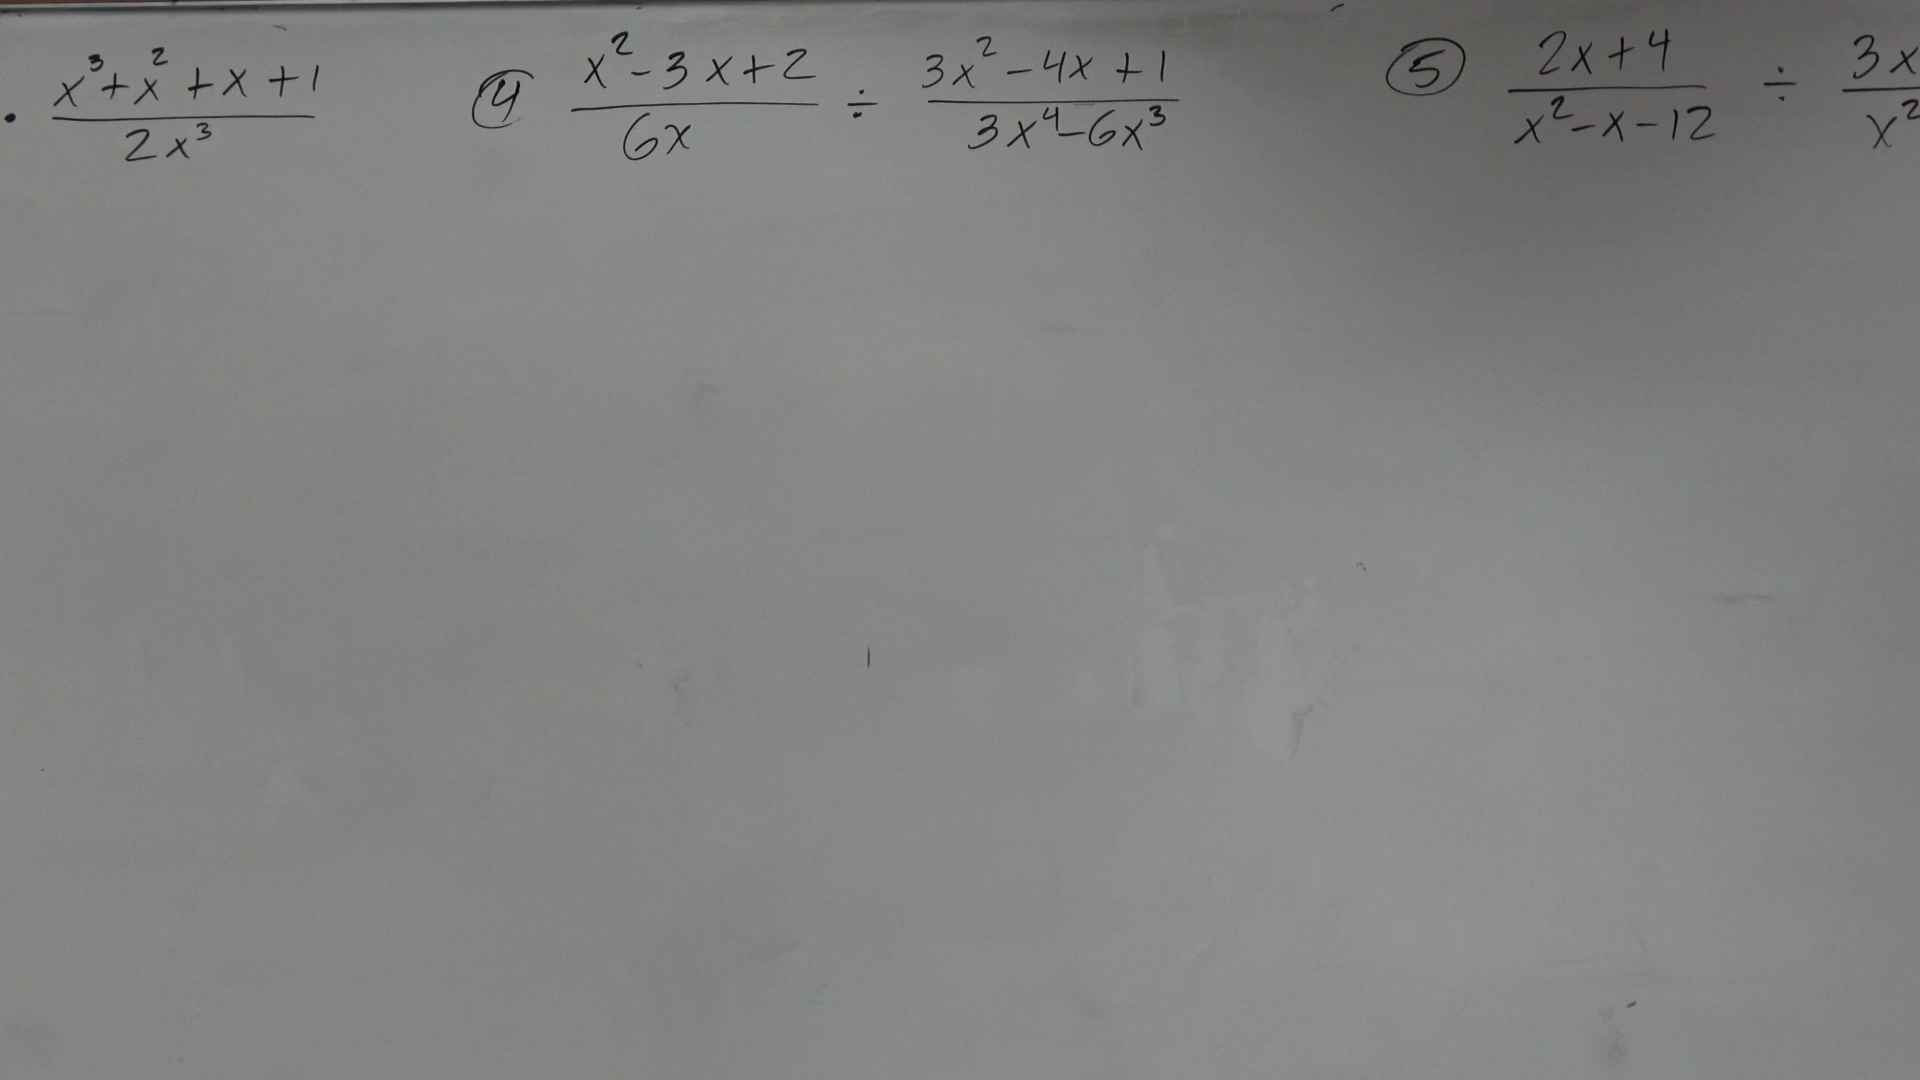 · x³+x²+x+1 / 2x³
④ x²-3x+2 / 6x ÷ 3x²-4x+1 / 3x⁴-6x³
⑤ 2x+4 / x²-x-12 ÷ 3x / x²